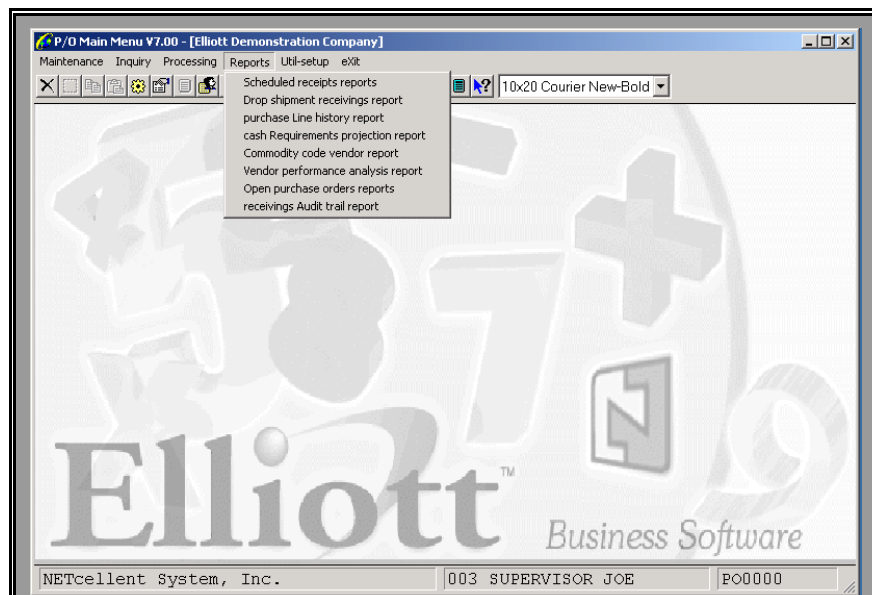 P/O Main Menu V7.00 - [Elliott Demonstration Company]
Maintenance Inquiry Processing Reports Util-setup eXit
10x20 Courier New-Bold
Scheduled receipts reports
Drop shipment receivings report
purchase Line history report
cash Requirements projection report
Commodity code vendor report
Vendor performance analysis report
Open purchase orders reports
receivings Audit trail report
Elliott™
Business Software
NETcellent System, Inc. 003 SUPERVISOR JOE PO0000